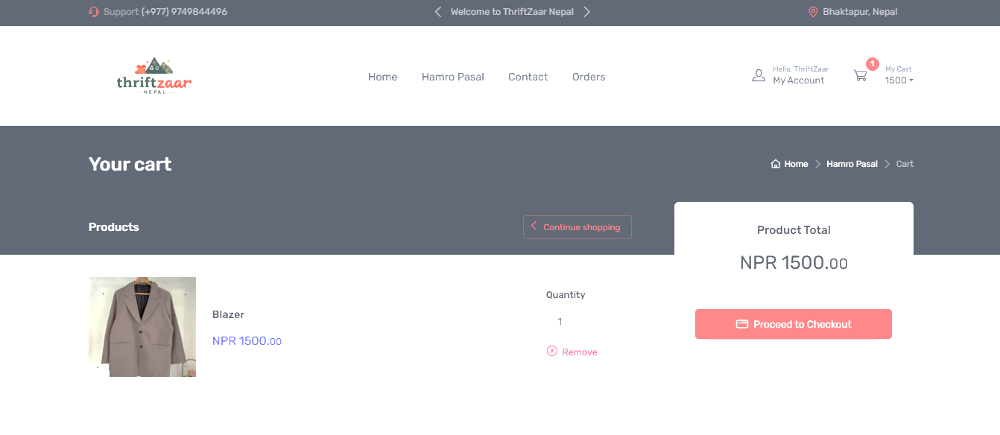 Support (+977) 9749844496
Welcome to ThriftZaar Nepal
Bhaktapur, Nepal
thriftzaar
NEPAL
Home
Hamro Pasal
Contact
Orders
Hello, ThriftZaar
My Account
1
My Cart
1500
Your cart
Home
Hamro Pasal
Cart
Products
Continue shopping
Product Total
NPR 1500.00
Proceed to Checkout
Blazer
NPR 1500.00
Quantity
1
Remove